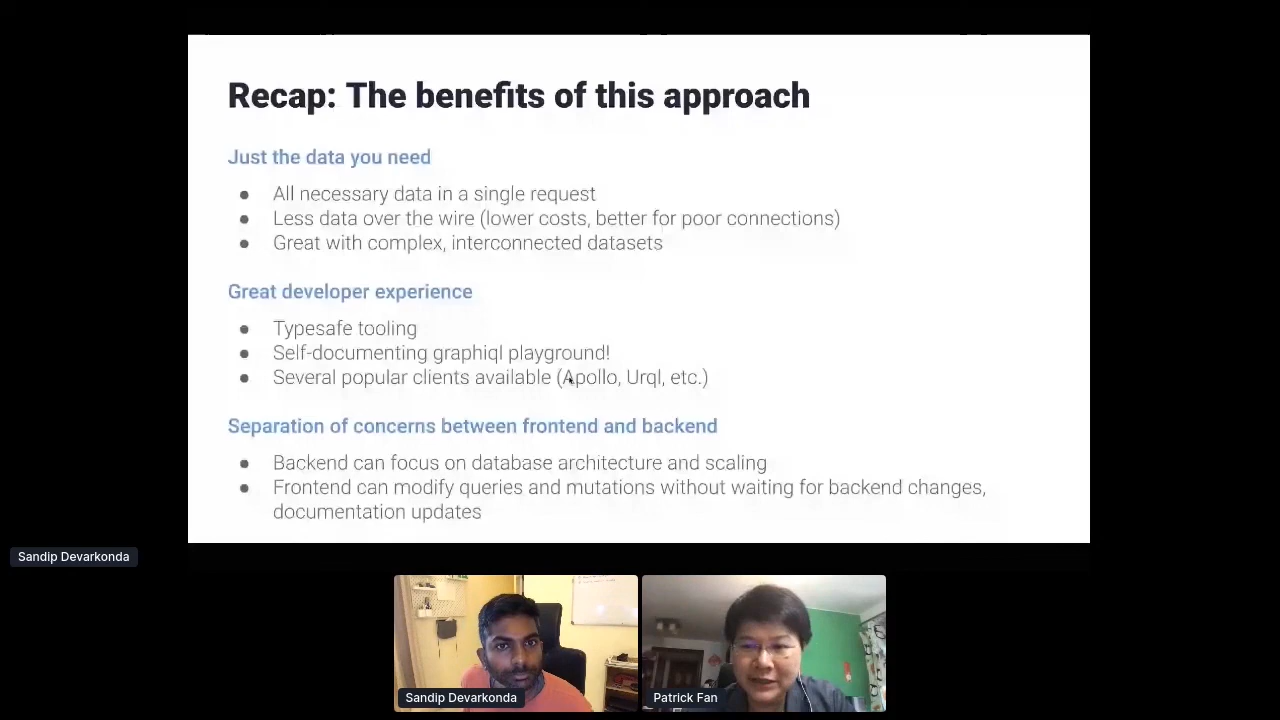 Recap: The benefits of this approach
Just the data you need
● All necessary data in a single request
● Less data over the wire (lower costs, better for poor connections)
● Great with complex, interconnected datasets
Great developer experience
● Typesafe tooling
● Self-documenting graphiql playground!
● Several popular clients available (Apollo, Urql, etc.)
Separation of concerns between frontend and backend
● Backend can focus on database architecture and scaling
● Frontend can modify queries and mutations without waiting for backend changes,
documentation updates
Sandip Devarkonda
Sandip Devarkonda
Patrick Fan